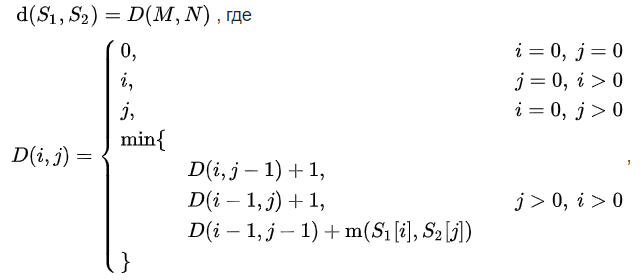 d(S₁, S₂) = D(M, N) , где
0, i = 0, j = 0
i, j = 0, i > 0
j, i = 0, j > 0
D(i, j) = { min{
D(i, j − 1) + 1,
D(i − 1, j) + 1, j > 0, i > 0 ,
D(i − 1, j − 1) + m(S₁[i], S₂[j])
}